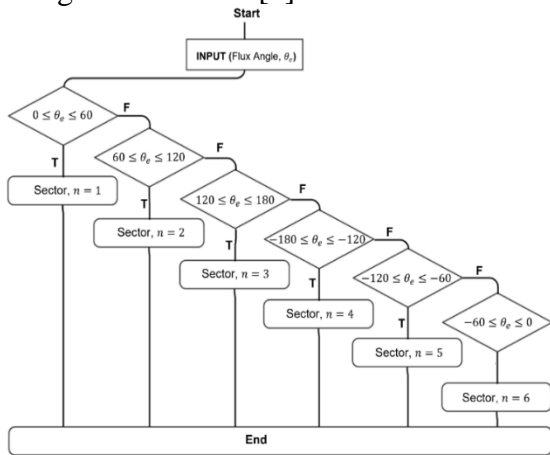 Start
INPUT (Flux Angle, θₑ)
0 ≤ θₑ ≤ 60
F
T
60 ≤ θₑ ≤ 120
F
Sector, n = 1
T
120 ≤ θₑ ≤ 180
F
Sector, n = 2
T
−180 ≤ θₑ ≤ −120
F
Sector, n = 3
T
−120 ≤ θₑ ≤ −60
F
Sector, n = 4
T
−60 ≤ θₑ ≤ 0
Sector, n = 5
Sector, n = 6
End